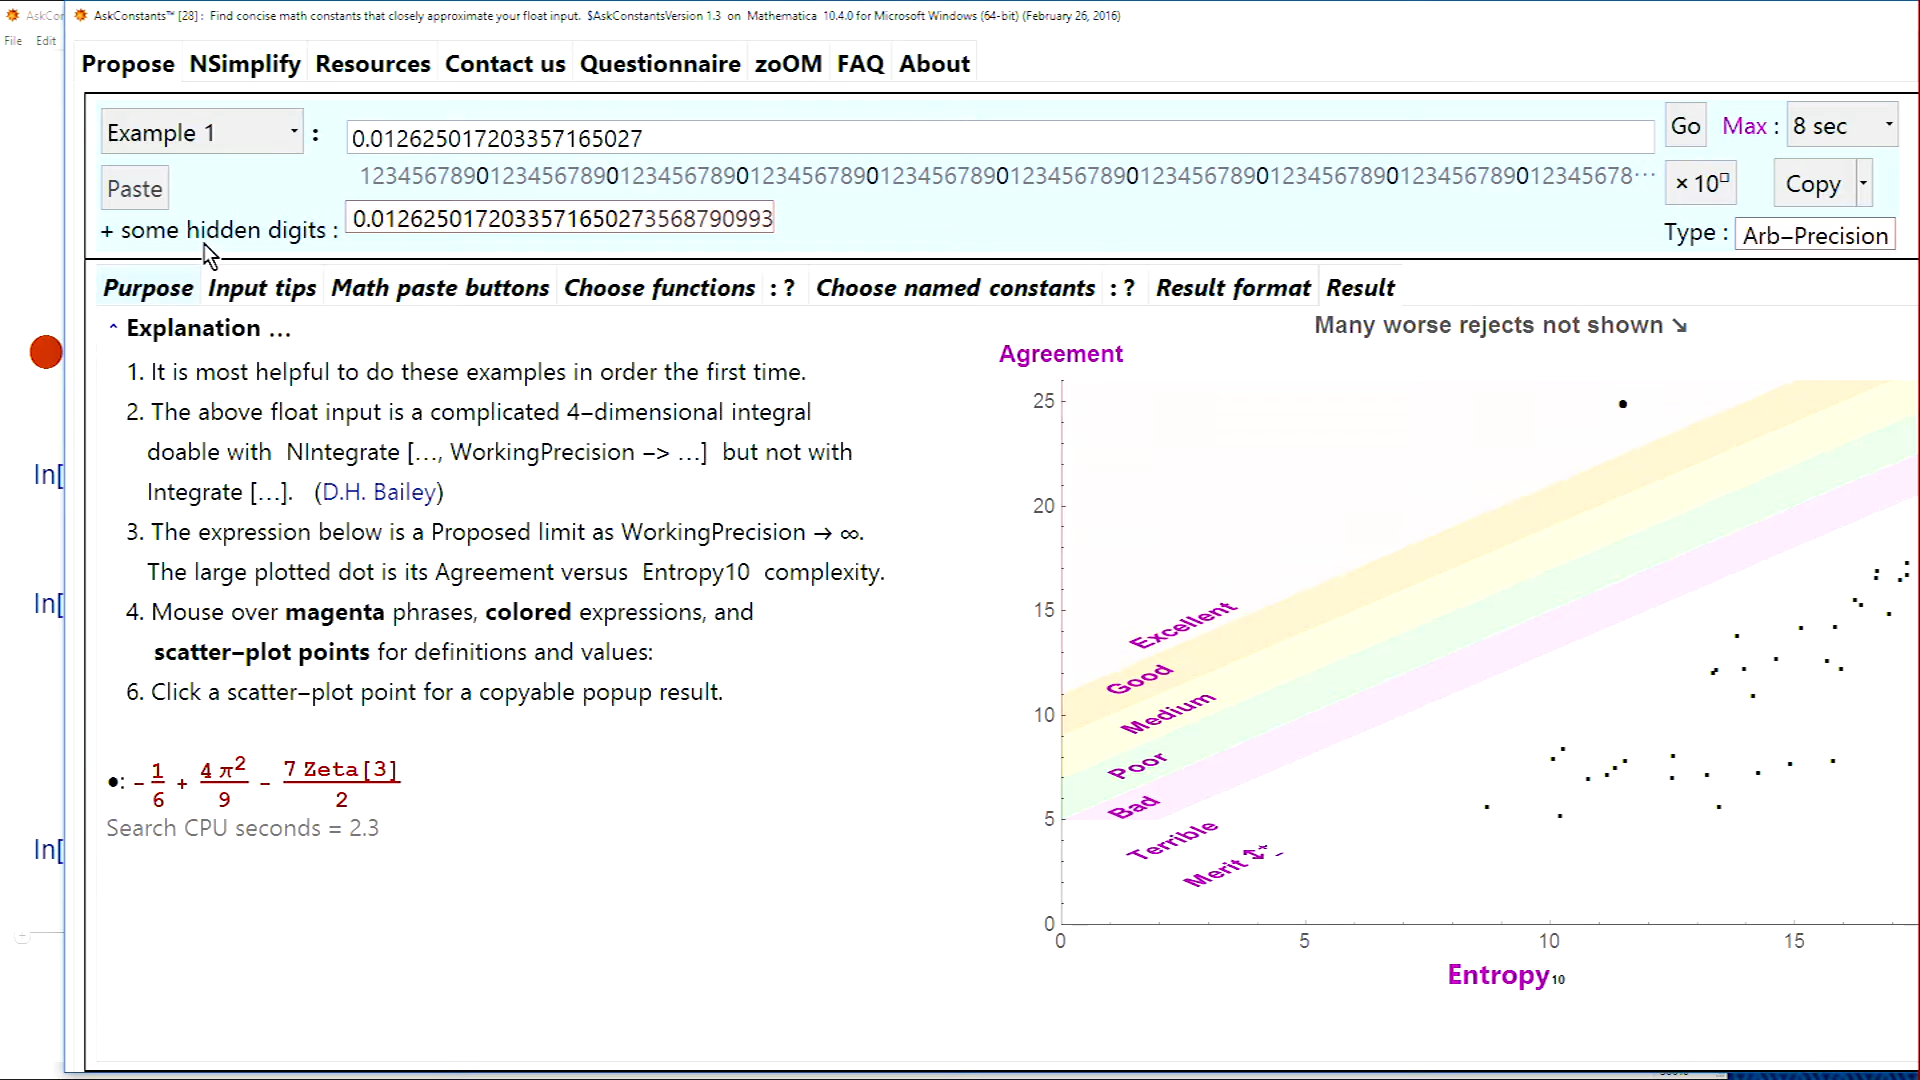 AskCon
AskConstants™ [28] : Find concise math constants that closely approximate your float input. $AskConstantsVersion 1.3 on Mathematica 10.4.0 for Microsoft Windows (64-bit) (February 26, 2016)
File Edit
Propose NSimplify Resources Contact us Questionnaire zoOM FAQ About
Example 1 : 0.012625017203357165027 Go Max : 8 sec
1234567890123456789012345678901234567890123456789012345678901234567890123456789012345678901234567 8···
Paste × 10□ Copy
+ some hidden digits : 0.0126250172033571650273568790993 Type : Arb−Precision
Purpose Input tips Math paste buttons Choose functions : ? Choose named constants : ? Result format Result
^ Explanation ...
Many worse rejects not shown ↘
Agreement
1. It is most helpful to do these examples in order the first time.
2. The above float input is a complicated 4−dimensional integral
doable with NIntegrate [..., WorkingPrecision −> ...] but not with
Integrate [...]. (D.H. Bailey)
3. The expression below is a Proposed limit as WorkingPrecision → ∞.
The large plotted dot is its Agreement versus Entropy10 complexity.
4. Mouse over magenta phrases, colored expressions, and
scatter−plot points for definitions and values:
6. Click a scatter−plot point for a copyable popup result.
●: - 1/6 + 4 π²/9 - 7 Zeta[3]/2
Search CPU seconds = 2.3
In[
In[
In[
25
20
15
10
5
0
Excellent
Good
Medium
Poor
Bad
Terrible
Merit ↕ + −
0 5 10 15
Entropy10